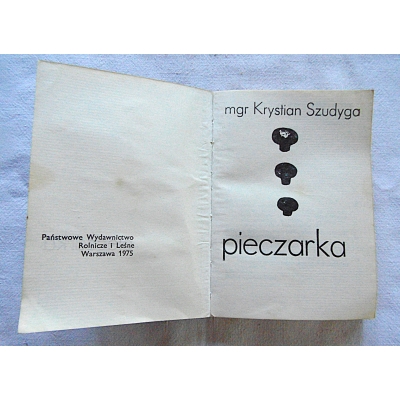 Państwowe Wydawnictwo
Rolnicze i Leśne
Warszawa 1975
mgr Krystian Szudyga
pieczarka